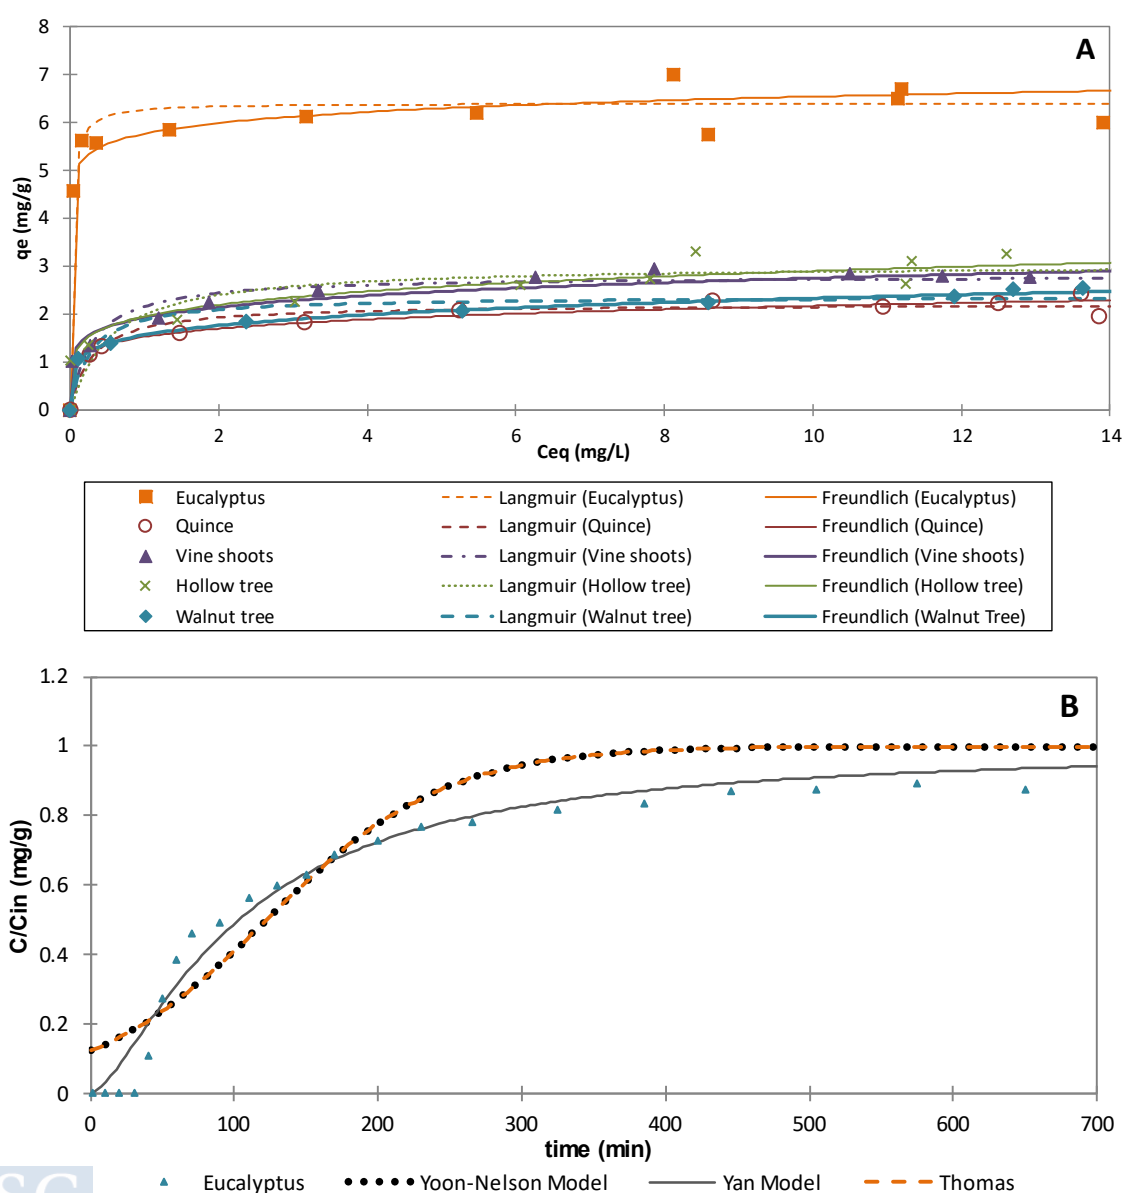 8
A
7
6
5
4
3
2
1
0
qe (mg/g)
0 2 4 6 8 10 12 14
Ceq (mg/L)
Eucalyptus Langmuir (Eucalyptus) Freundlich (Eucalyptus)
Quince Langmuir (Quince) Freundlich (Quince)
Vine shoots Langmuir (Vine shoots) Freundlich (Vine shoots)
Hollow tree Langmuir (Hollow tree) Freundlich (Hollow tree)
Walnut tree Langmuir (Walnut tree) Freundlich (Walnut Tree)
1.2
B
1
0.8
0.6
0.4
0.2
0
C/Cin (mg/g)
0 100 200 300 400 500 600 700
time (min)
Eucalyptus Yoon-Nelson Model Yan Model Thomas